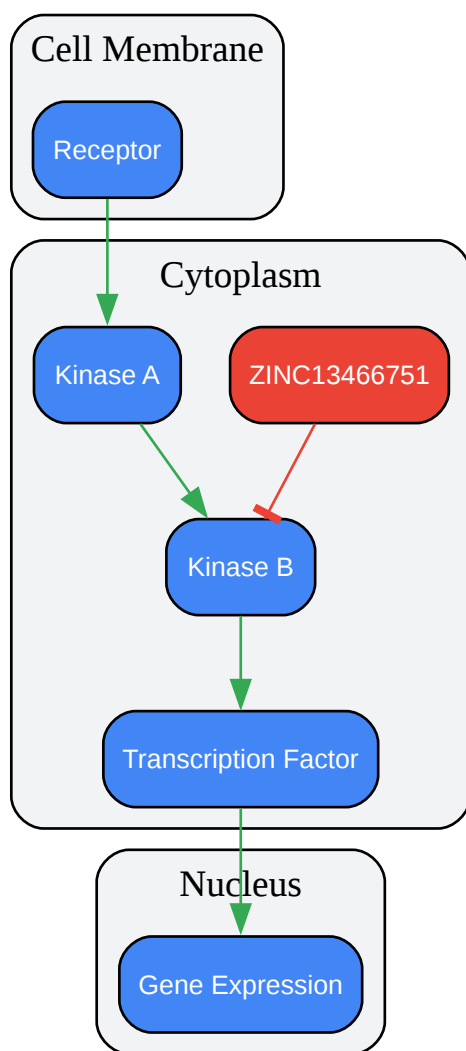 Cell Membrane
Receptor
Cytoplasm
Kinase A
ZINC13466751
Kinase B
Transcription Factor
Nucleus
Gene Expression